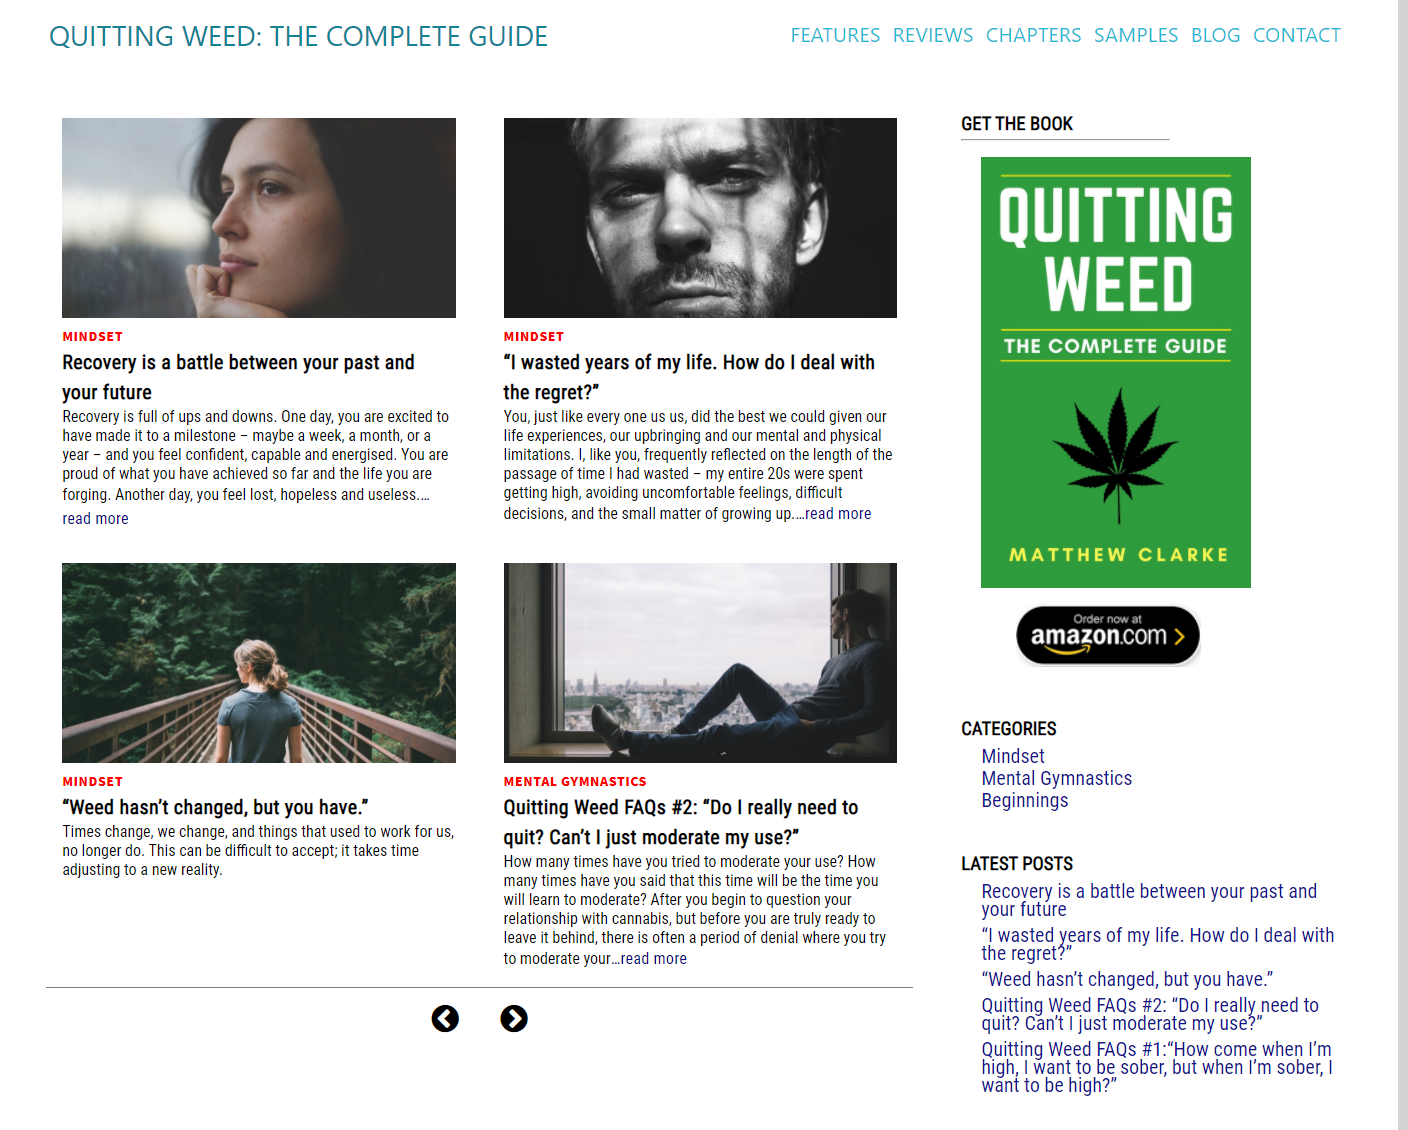 QUITTING WEED: THE COMPLETE GUIDE
FEATURES REVIEWS CHAPTERS SAMPLES BLOG CONTACT
MINDSET
Recovery is a battle between your past and
your future
Recovery is full of ups and downs. One day, you are excited to
have made it to a milestone – maybe a week, a month, or a
year – and you feel confident, capable and energised. You are
proud of what you have achieved so far and the life you are
forging. Another day, you feel lost, hopeless and useless.…
read more
MINDSET
“I wasted years of my life. How do I deal with
the regret?”
You, just like every one us us, did the best we could given our
life experiences, our upbringing and our mental and physical
limitations. I, like you, frequently reflected on the length of the
passage of time I had wasted – my entire 20s were spent
getting high, avoiding uncomfortable feelings, difficult
decisions, and the small matter of growing up.…read more
MINDSET
“Weed hasn’t changed, but you have.”
Times change, we change, and things that used to work for us,
no longer do. This can be difficult to accept; it takes time
adjusting to a new reality.
MENTAL GYMNASTICS
Quitting Weed FAQs #2: “Do I really need to
quit? Can’t I just moderate my use?”
How many times have you tried to moderate your use? How
many times have you said that this time will be the time you
will learn to moderate? After you begin to question your
relationship with cannabis, but before you are truly ready to
leave it behind, there is often a period of denial where you try
to moderate your…read more
GET THE BOOK
QUITTING
WEED
THE COMPLETE GUIDE
MATTHEW CLARKE
Order now at
amazon.com
CATEGORIES
Mindset
Mental Gymnastics
Beginnings
LATEST POSTS
Recovery is a battle between your past and
your future
“I wasted years of my life. How do I deal with
the regret?”
“Weed hasn’t changed, but you have.”
Quitting Weed FAQs #2: “Do I really need to
quit? Can’t I just moderate my use?”
Quitting Weed FAQs #1:“How come when I’m
high, I want to be sober, but when I’m sober, I
want to be high?”